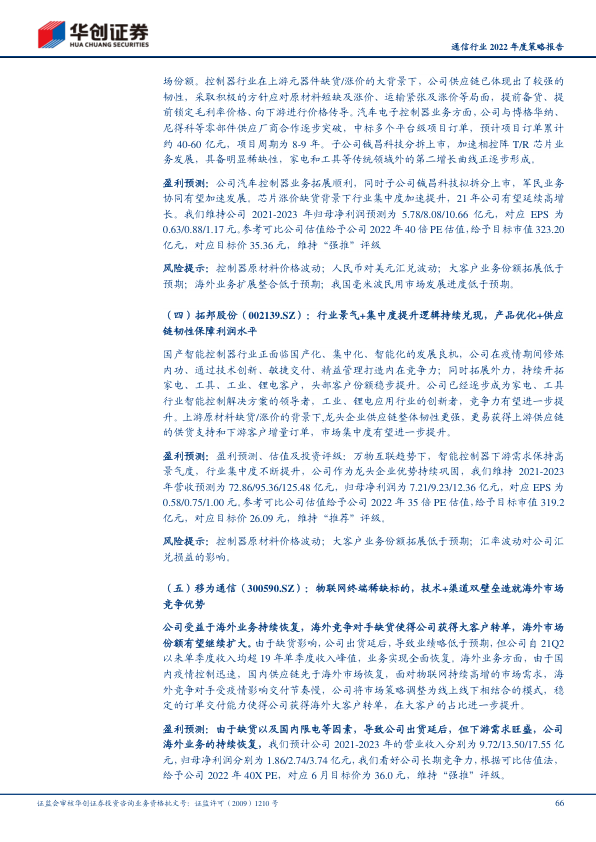 华创证券
HUA CHUANG SECURITIES
通信行业 2022 年度策略报告
场份额。控制器行业在上游元器件缺货/涨价的大背景下，公司供应链已体现出了较强的
韧性，采取积极的方针应对原材料短缺及涨价、运输紧张及涨价等局面，提前备货、提
前锁定毛利率价格、向下游进行价格传导。汽车电子控制器业务方面，公司与博格华纳、
尼得科等零部件供应厂商合作逐步突破，中标多个平台级项目订单，预计项目订单累计
约 40-60 亿元，项目周期为 8-9 年。子公司铖昌科技分拆上市，加速相控阵 T/R 芯片业
务发展，具备明显稀缺性，家电和工具等传统领域外的第二增长曲线正逐步形成。
盈利预测：公司汽车控制器业务拓展顺利，同时子公司铖昌科技拟拆分上市，军民业务
协同有望加速发展。芯片涨价缺货背景下行业集中度加速提升，21 年公司有望延续高增
长。我们维持公司 2021-2023 年归母净利润预测为 5.78/8.08/10.66 亿元，对应 EPS 为
0.63/0.88/1.17 元。参考可比公司估值给予公司 2022 年 40 倍 PE 估值，给予目标市值 323.20
亿元，对应目标价 35.36 元，维持“强推”评级
风险提示：控制器原材料价格波动；人民币对美元汇兑波动；大客户业务份额拓展低于
预期；海外业务扩展整合低于预期；我国毫米波民用市场发展进度低于预期。
（四）拓邦股份（002139.SZ）：行业景气+集中度提升逻辑持续兑现，产品优化+供应
链韧性保障利润水平
国产智能控制器行业正面临国产化、集中化、智能化的发展良机，公司在疫情期间修炼
内功，通过技术创新、敏捷交付，精益管理打造内在竞争力；同时拓展外力，持续开拓
家电、工具、工业、锂电客户，头部客户份额稳步提升。公司已经逐步成为家电、工具
行业智能控制解决方案的领导者，工业、锂电应用行业的创新者，竞争力有望进一步提
升。上游原材料缺货/涨价的背景下,龙头企业供应链整体韧性更强，更易获得上游供应链
的供货支持和下游客户增量订单，市场集中度有望进一步提升。
盈利预测：盈利预测、估值及投资评级：万物互联趋势下，智能控制器下游需求保持高
景气度，行业集中度不断提升，公司作为龙头企业优势持续巩固，我们维持 2021-2023
年营收预测为 72.86/95.36/125.48 亿元，归母净利润为 7.21/9.23/12.36 亿元，对应 EPS 为
0.58/0.75/1.00 元。参考可比公司估值给予公司 2022 年 35 倍 PE 估值，给予目标市值 319.2
亿元，对应目标价 26.09 元，维持“推荐”评级。
风险提示：控制器原材料价格波动；大客户业务份额拓展低于预期；汇率波动对公司汇
兑损益的影响。
（五）移为通信（300590.SZ）：物联网终端稀缺标的，技术+渠道双壁垒造就海外市场
竞争优势
公司受益于海外业务持续恢复，海外竞争对手缺货使得公司获得大客户转单，海外市场
份额有望继续扩大。由于缺货影响，公司出货延后，导致业绩略低于预期，但公司自 21Q2
以来单季度收入均超 19 年单季度收入峰值，业务实现全面恢复。海外业务方面，由于国
内疫情控制迅速，国内供应链先于海外市场恢复，面对物联网持续高增的市场需求，海
外竞争对手受疫情影响交付节奏慢，公司将市场策略调整为线上线下相结合的模式，稳
定的订单交付能力使得公司获得海外大客户转单，在大客户的占比进一步提升。
盈利预测：由于缺货以及国内限电等因素，导致公司出货延后，但下游需求旺盛，公司
海外业务的持续恢复，我们预计公司 2021-2023 年的营业收入分别为 9.72/13.50/17.55 亿
元，归母净利润分别为 1.86/2.74/3.74 亿元，我们看好公司长期竞争力，根据可比估值法，
给予公司 2022 年 40X PE，对应 6 月目标价为 36.0 元，维持“强推”评级。
证监会审核华创证券投资咨询业务资格批文号：证监许可（2009）1210 号
66